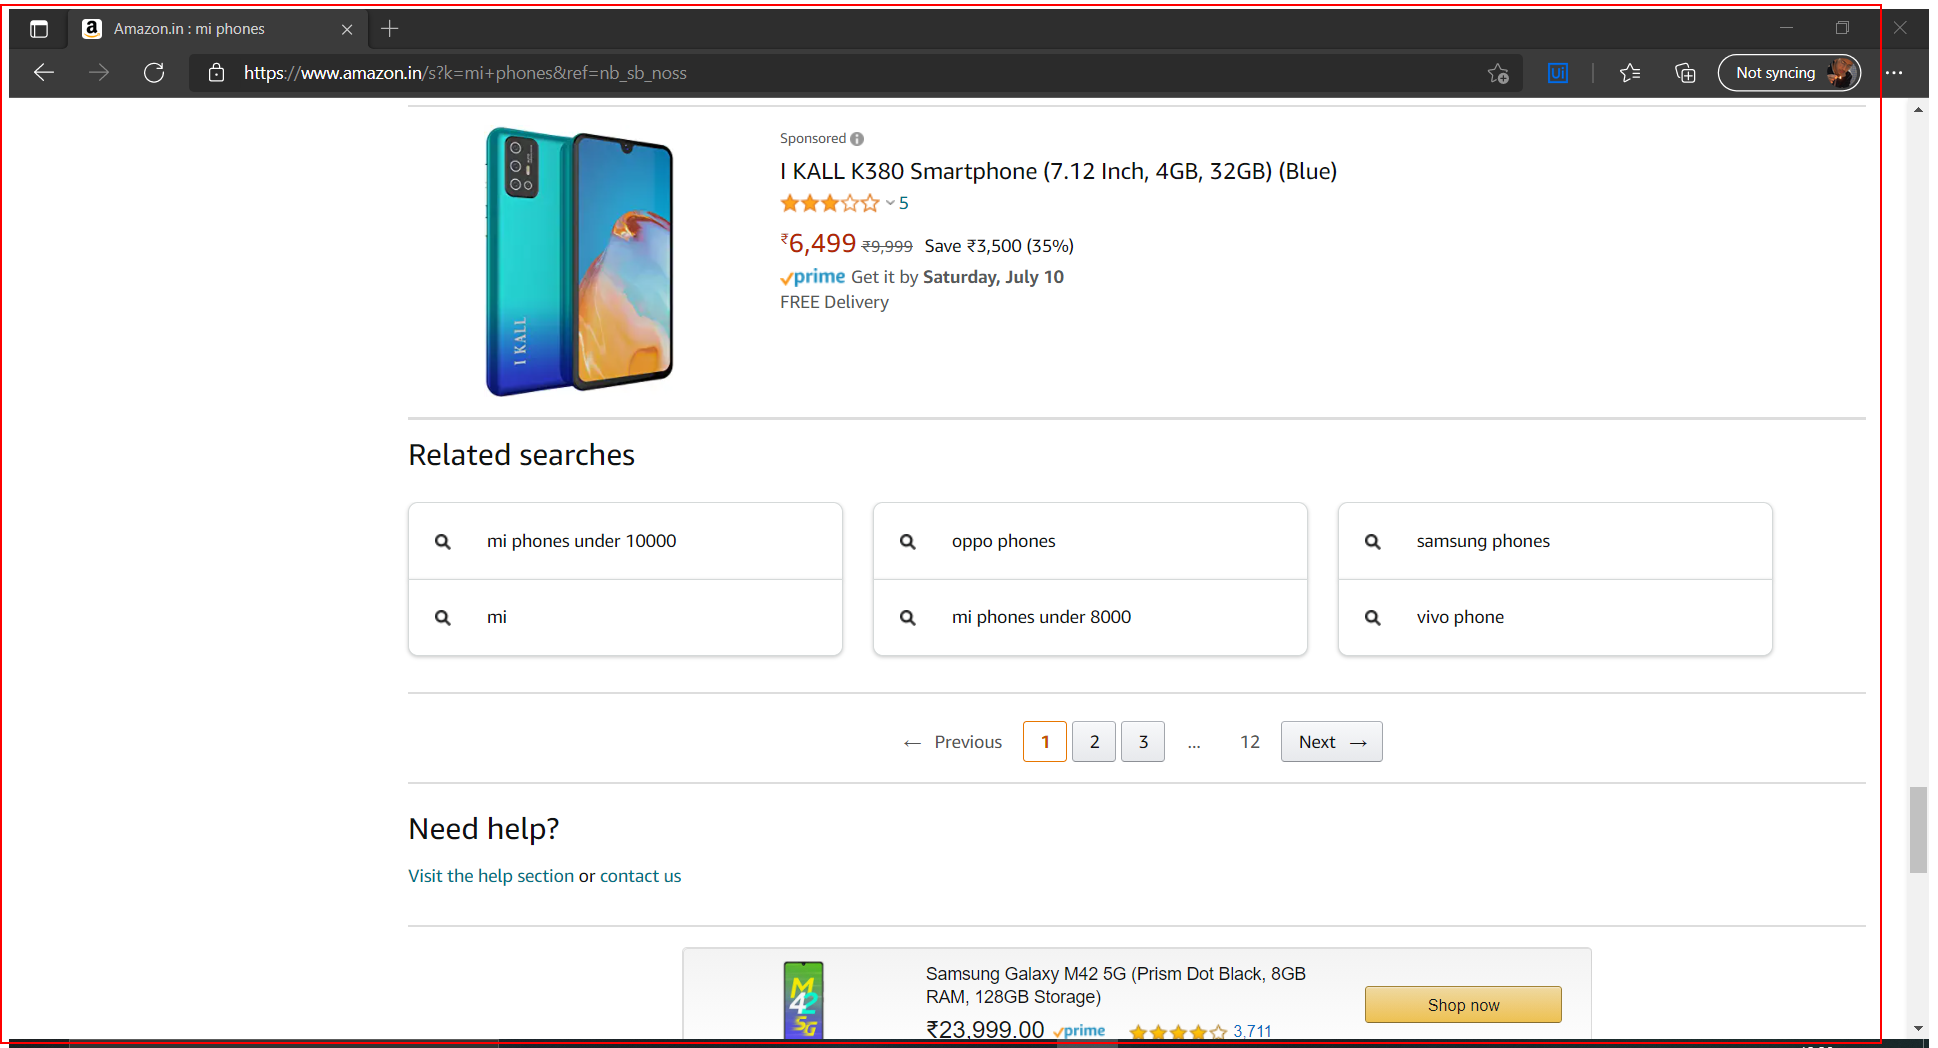 Amazon.in : mi phones
https://www.amazon.in/s?k=mi+phones&ref=nb_sb_noss
Ui
Not syncing
I KALL
Sponsored
I KALL K380 Smartphone (7.12 Inch, 4GB, 32GB) (Blue)
5
₹6,499 ₹9,999 Save ₹3,500 (35%)
prime Get it by Saturday, July 10
FREE Delivery
Related searches
mi phones under 10000
oppo phones
samsung phones
mi
mi phones under 8000
vivo phone
← Previous 1 2 3 ... 12 Next →
Need help?
Visit the help section or contact us
M
42
5G
Samsung Galaxy M42 5G (Prism Dot Black, 8GB
RAM, 128GB Storage)
₹23,999.00 prime 3,711
Shop now